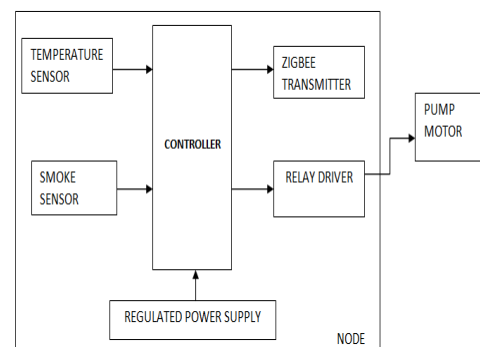 TEMPERATURE
SENSOR
ZIGBEE
TRANSMITTER
PUMP
MOTOR
CONTROLLER
SMOKE
SENSOR
RELAY DRIVER
REGULATED POWER SUPPLY
NODE